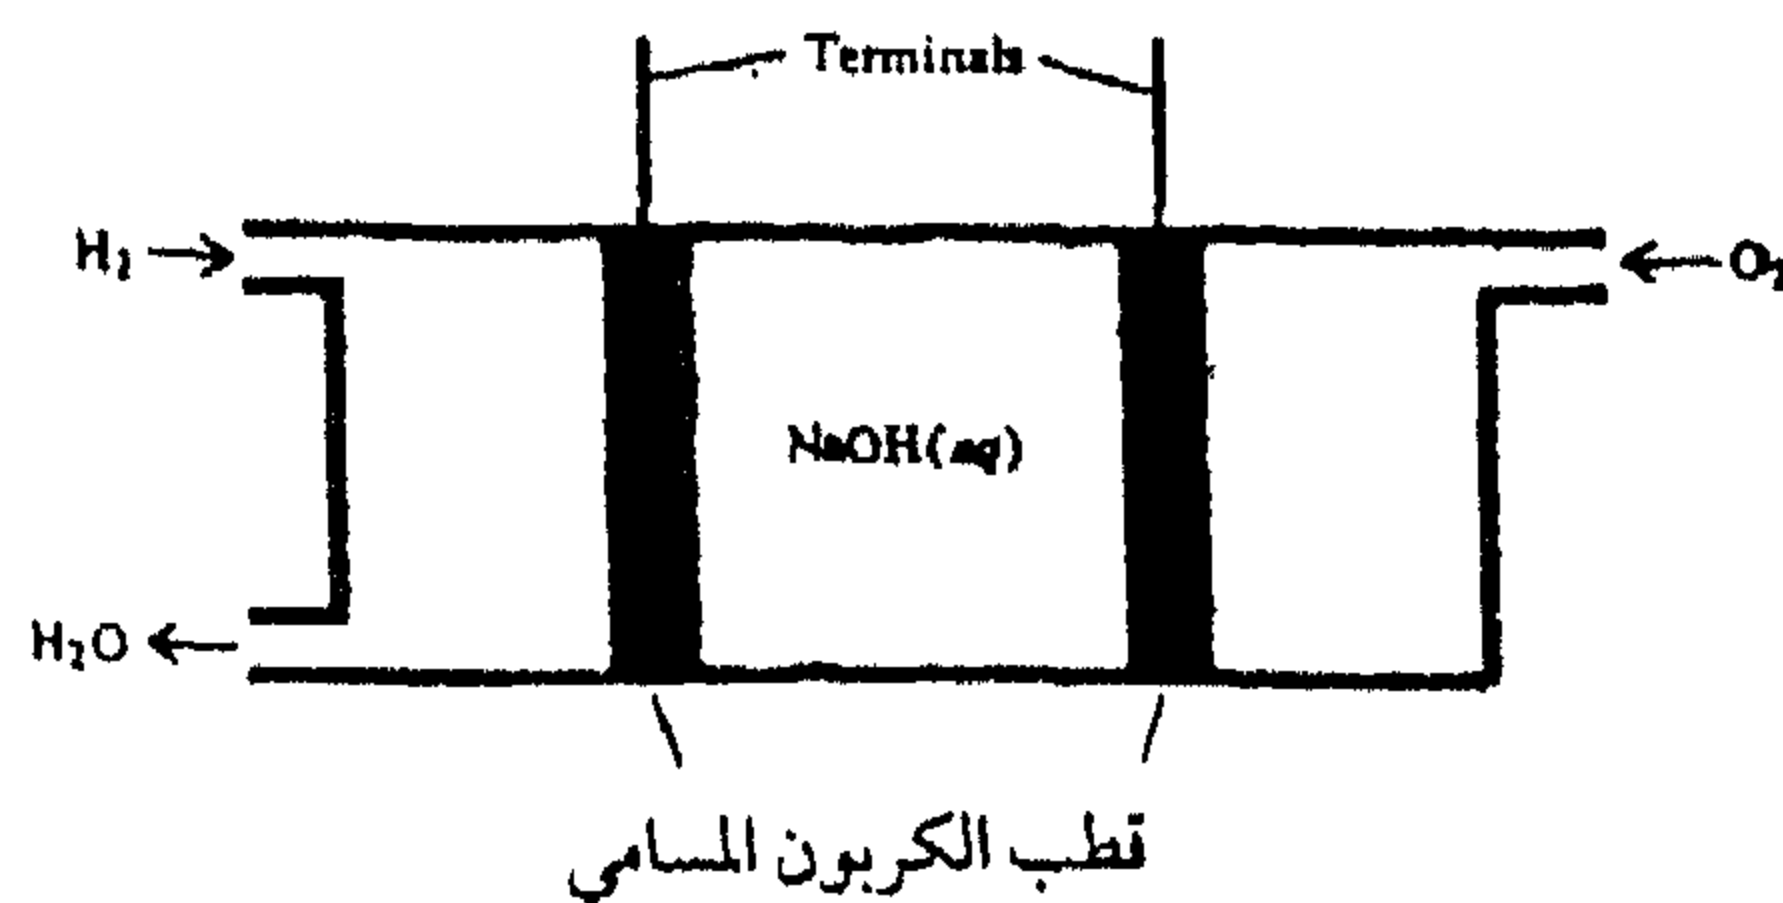 Terminals
H₂
O₂
NaOH(aq)
H₂O
قطب الكربون المسامي